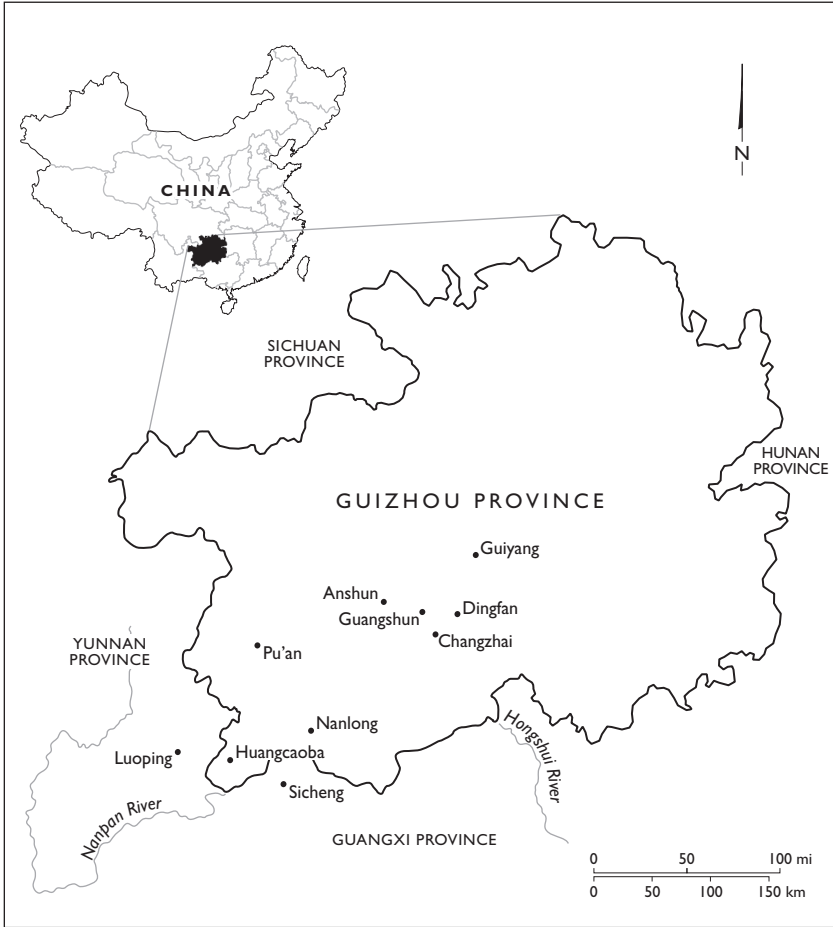 CHINA
N
SICHUAN
PROVINCE
HUNAN
PROVINCE
GUIZHOU PROVINCE
Guiyang
Anshun
Guangshun
Dingfan
Changzhai
YUNNAN
PROVINCE
Pu'an
Nanlong
Luoping
Huangcaoba
Sicheng
Hongshui River
Nanpan River
GUANGXI PROVINCE
0 50 100 mi
0 50 100 150 km